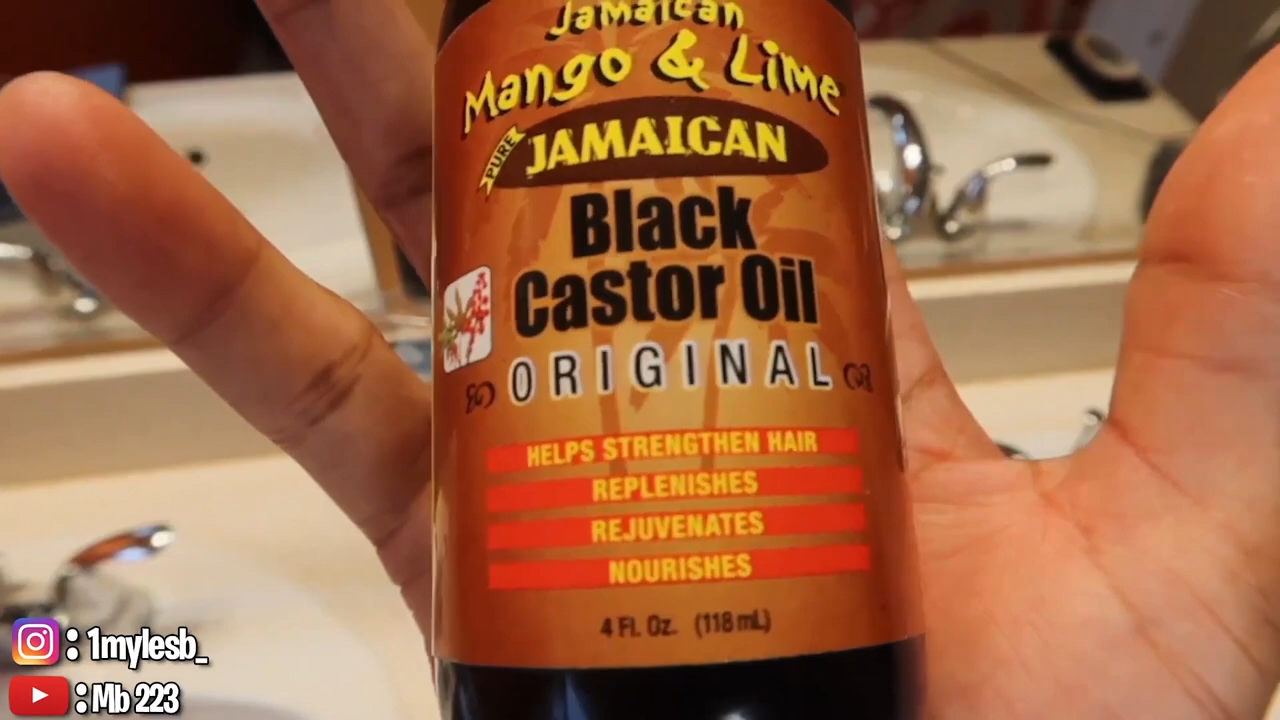 Jamaican
Mango & Lime
PURE
JAMAICAN
Black
Castor Oil
ORIGINAL
HELPS STRENGTHEN HAIR
REPLENISHES
REJUVENATES
NOURISHES
4 Fl. Oz. (118 mL)
: 1mylesb_
: Mb 223